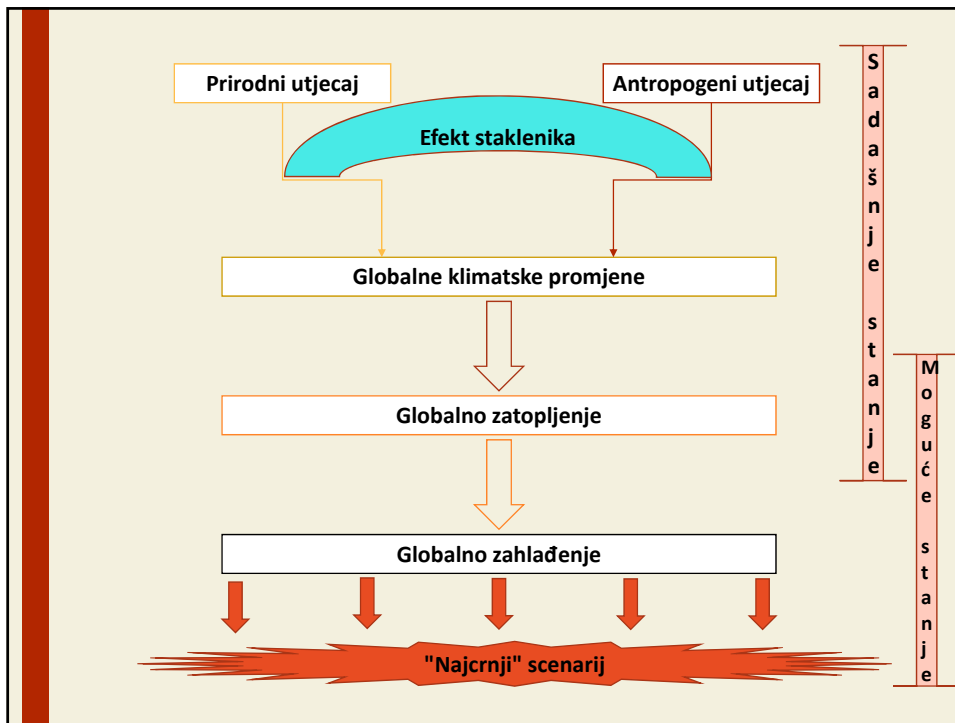 Prirodni utjecaj
Antropogeni utjecaj
Efekt staklenika
Globalne klimatske promjene
Globalno zatopljenje
Globalno zahlađenje
"Najcrnji" scenarij
Sadašnje stanje
Moguće stanje